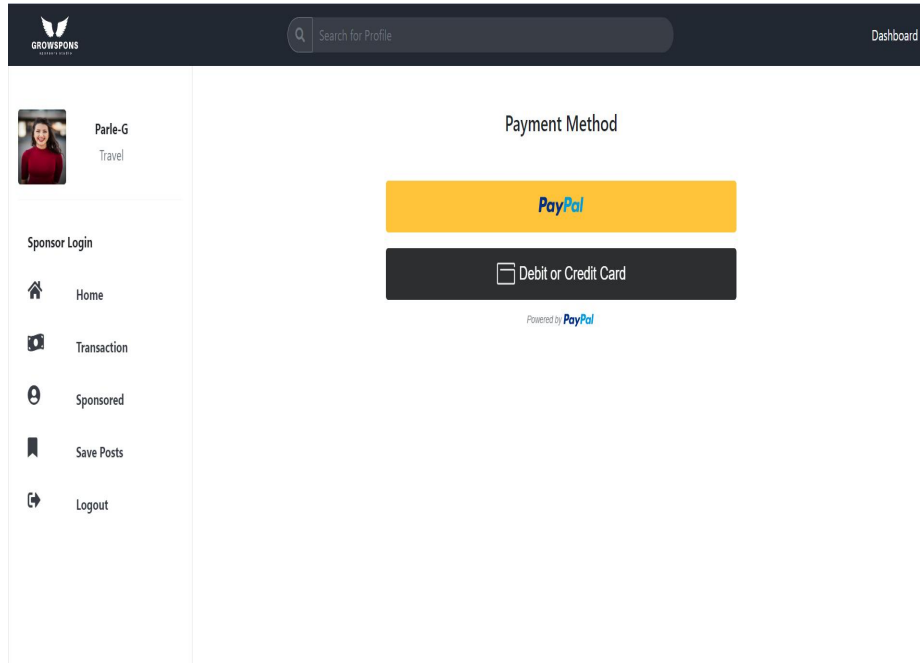 GROWSPONS
Search for Profile
Dashboard
Parle-G
Travel
Sponsor Login
Home
Transaction
Sponsored
Save Posts
Logout
Payment Method
PayPal
Debit or Credit Card
Powered by PayPal